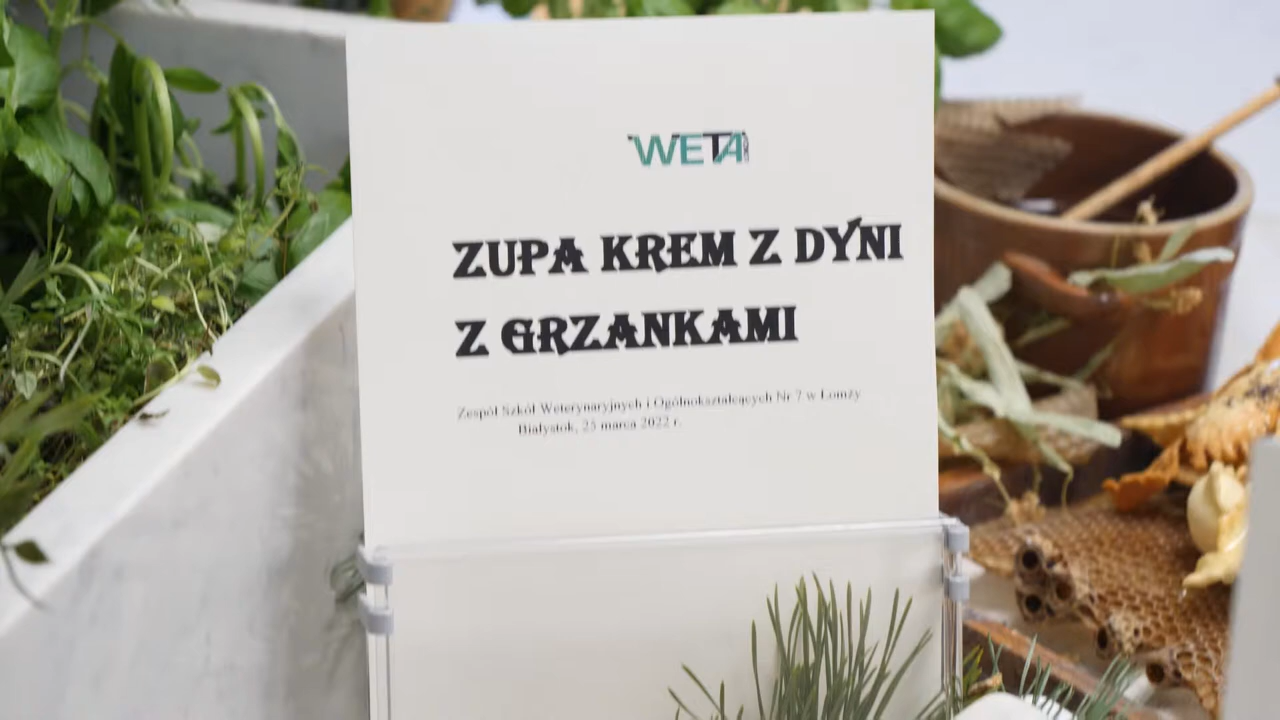 WETA
ZUPA KREM Z DYNI
Z GRZANKAMI
Zespół Szkół Weterynaryjnych i Ogólnokształcących Nr 7 w Łomży
Białystok, 25 marca 2022 r.